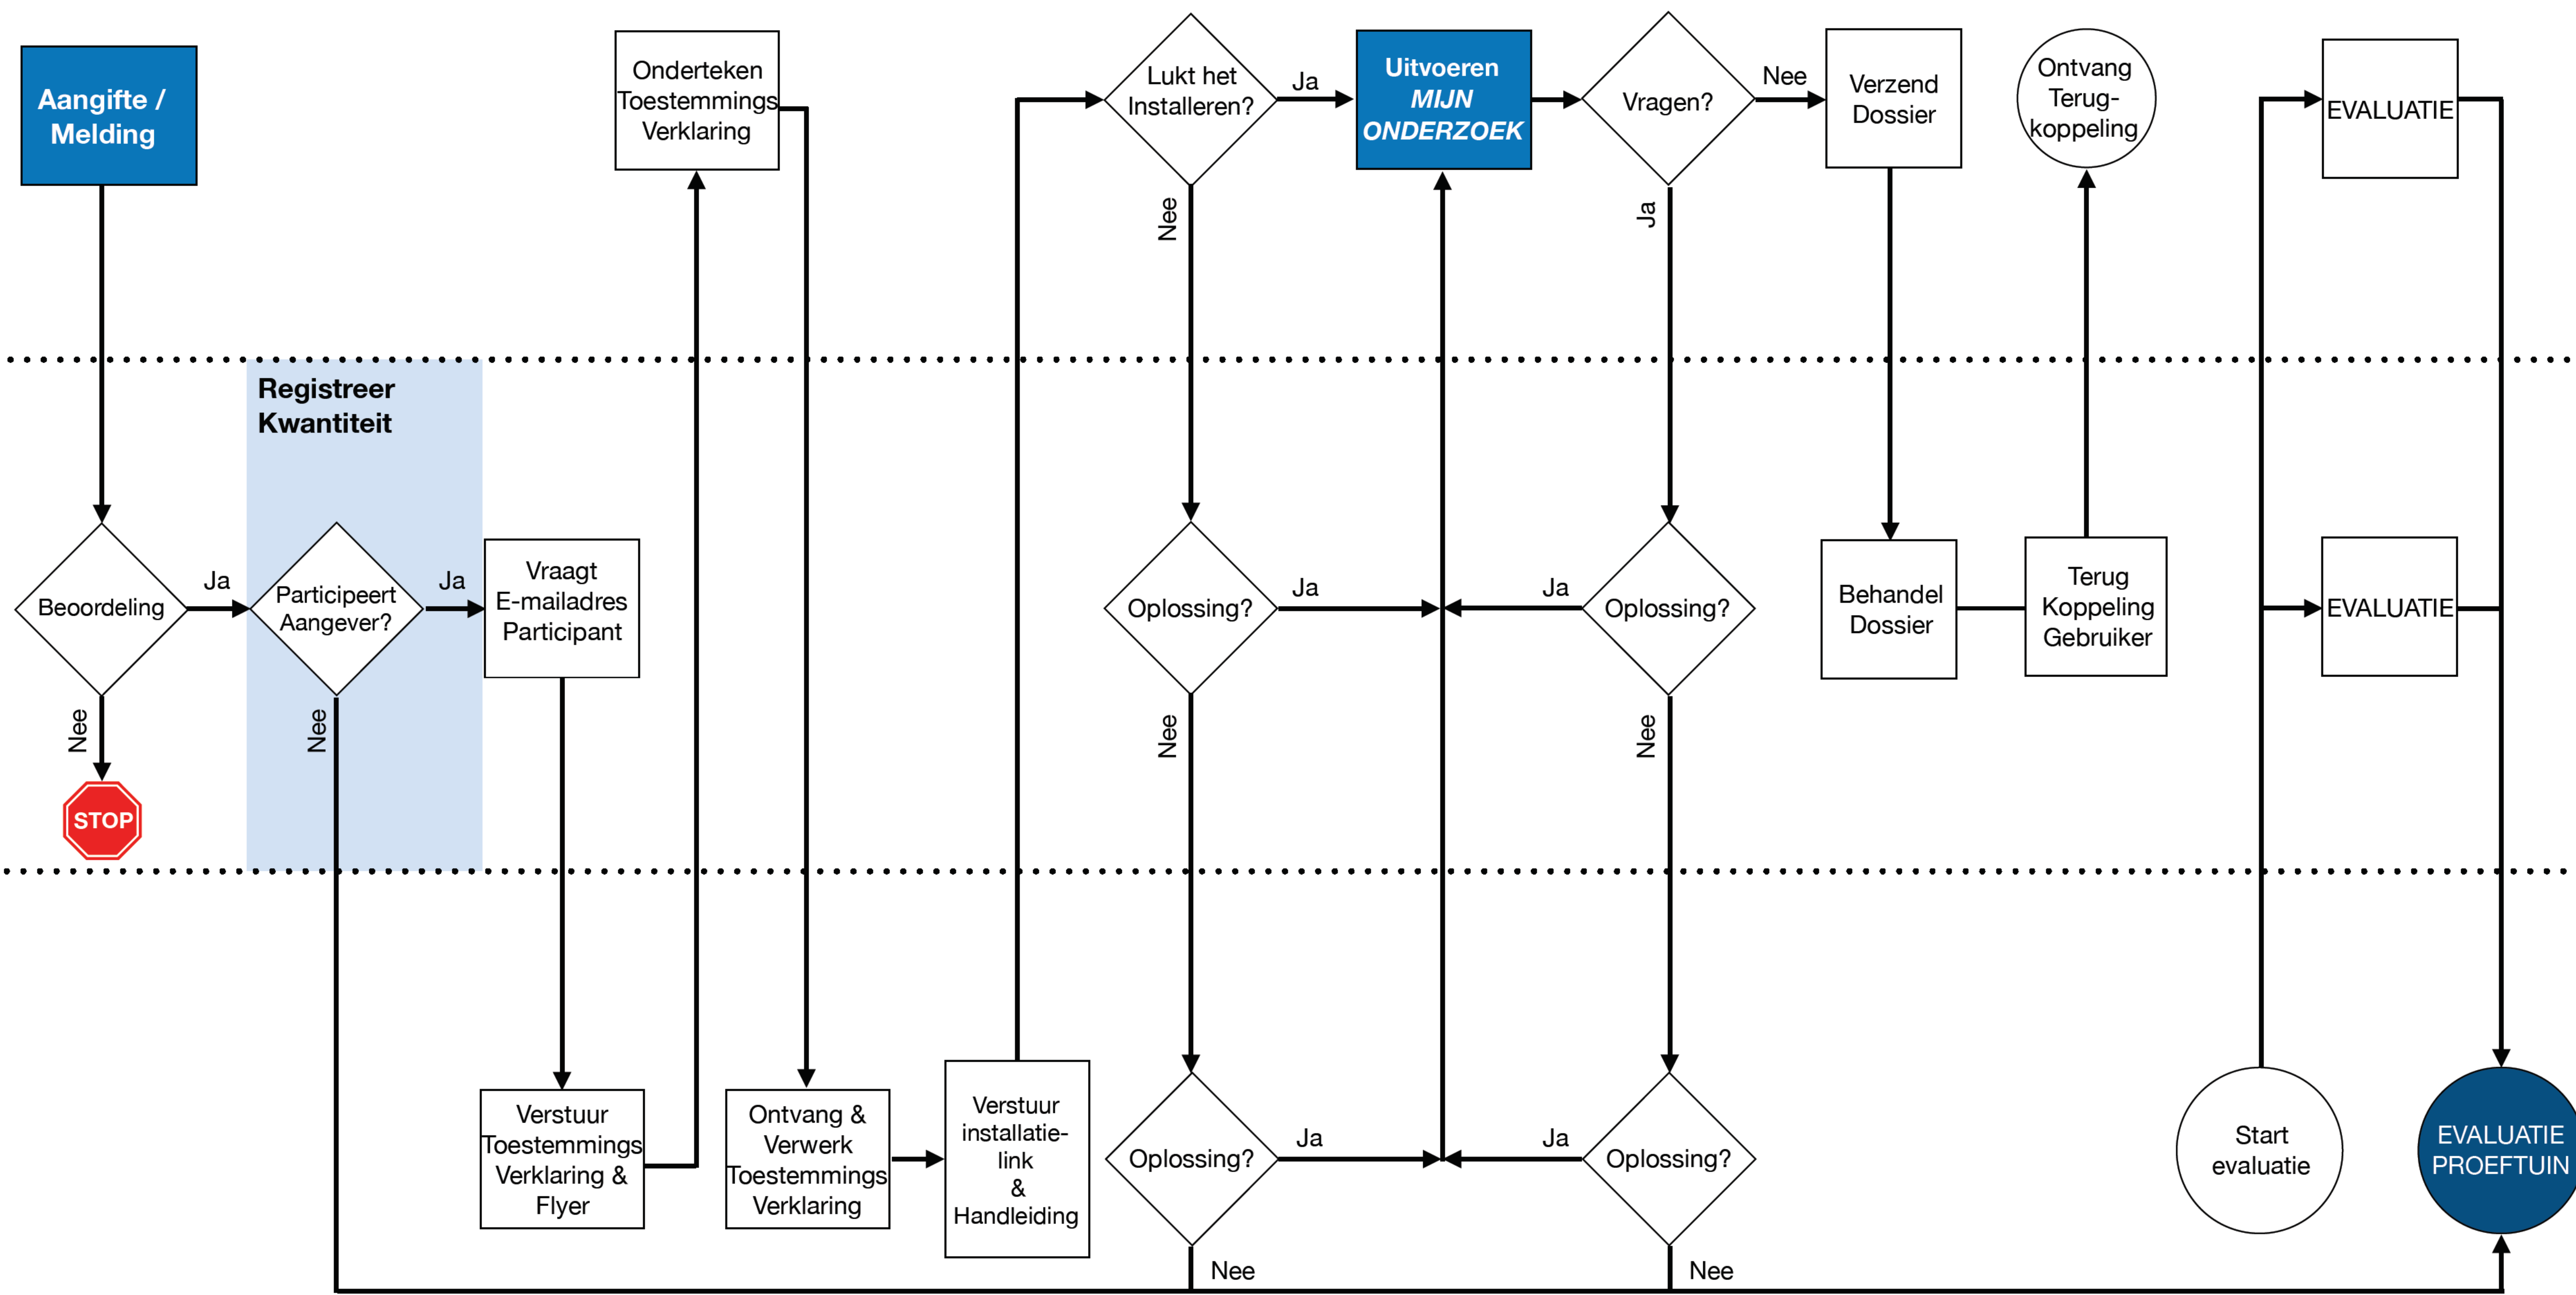 Aangifte /
Melding
Onderteken
Toestemmings
Verklaring
Lukt het
Installeren?
Ja
Nee
Uitvoeren
MIJN
ONDERZOEK
Vragen?
Nee
Ja
Verzend
Dossier
Ontvang
Terug-
koppeling
EVALUATIE
Registreer
Kwantiteit
Beoordeling
Ja
Nee
STOP
Participeert
Aangever?
Ja
Nee
Vraagt
E-mailadres
Participant
Oplossing?
Ja
Nee
Ja
Oplossing?
Nee
Behandel
Dossier
Terug
Koppeling
Gebruiker
EVALUATIE
Verstuur
Toestemmings
Verklaring &
Flyer
Ontvang &
Verwerk
Toestemmings
Verklaring
Verstuur
installatie-
link
&
Handleiding
Oplossing?
Ja
Nee
Ja
Oplossing?
Nee
Start
evaluatie
EVALUATIE
PROEFTUIN